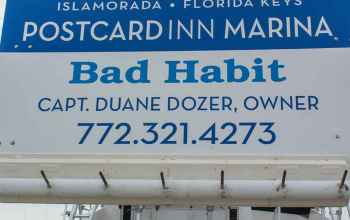 ISLAMORADA • FLORIDA KEYS
POSTCARD INN MARINA
Bad Habit
CAPT. DUANE DOZER, OWNER
772.321.4273